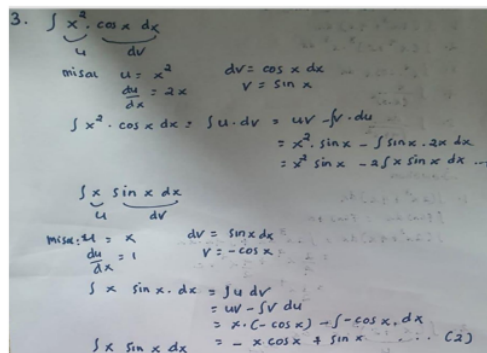 3. ∫ x². cos x dx
u dv
misal u = x² dv = cos x dx
du/dx = 2x v = sin x
∫ x² · cos x dx = ∫ u · dv = uv - ∫v · du
= x² · sin x - ∫ sin x · 2x dx
= x² sin x - 2∫ x sin x dx ...
∫ x sin x dx
u dv
misal: u = x dv = sin x dx
du/dx = 1 v = -cos x
∫ x sin x · dx = ∫ u dv
= uv - ∫v du
= x · (- cos x) - ∫ - cos x . dx
∫ x sin x dx = - x cos x + sin x ... (2)